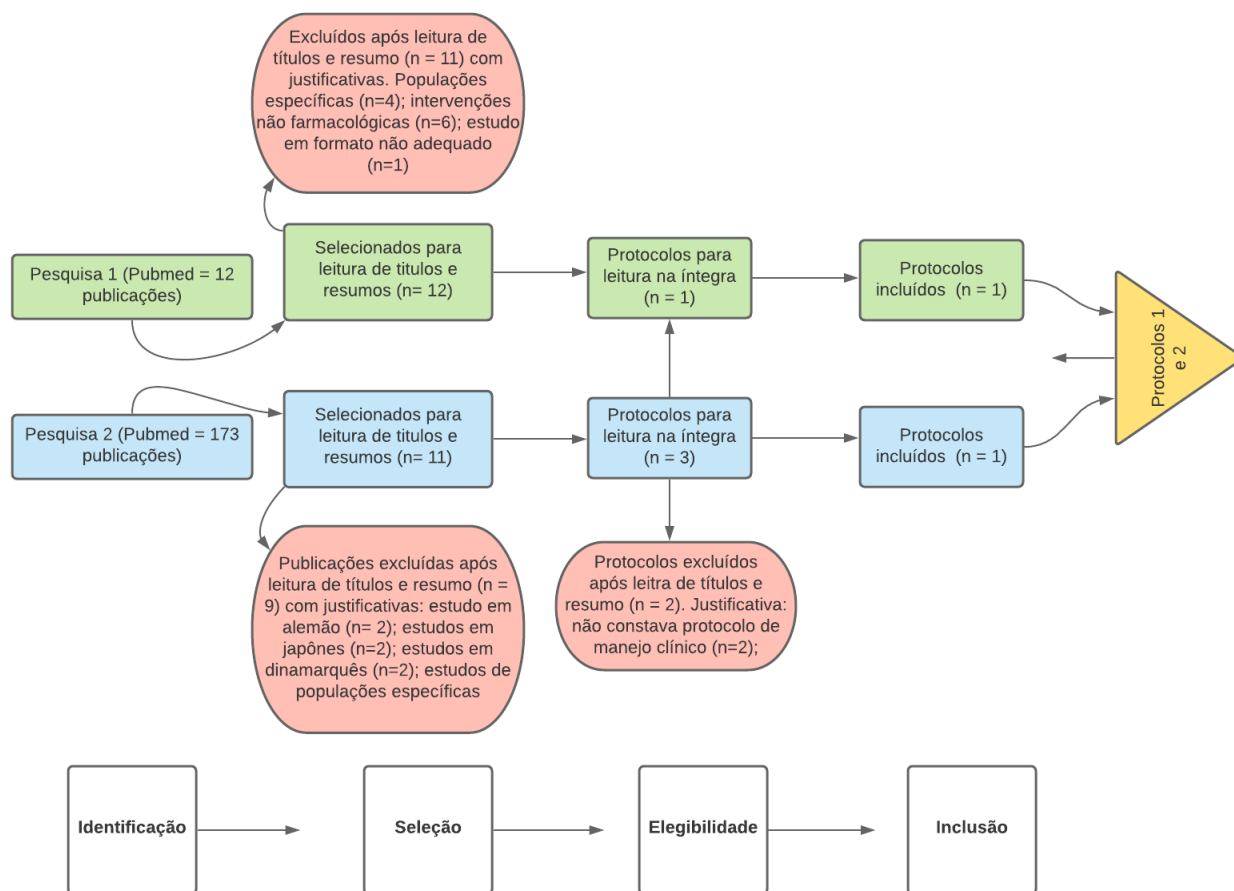 Excluídos após leitura de
títulos e resumo (n = 11) com
justificativas. Populações
específicas (n=4); intervenções
não farmacológicas (n=6); estudo
em formato não adequado
(n=1)
Pesquisa 1 (Pubmed = 12
publicações)
Selecionados para
leitura de titulos e
resumos (n= 12)
Protocolos para
leitura na íntegra
(n = 1)
Protocolos
incluídos (n = 1)
Protocolos 1
e 2
Pesquisa 2 (Pubmed = 173
publicações)
Selecionados para
leitura de titulos e
resumos (n= 11)
Protocolos para
leitura na íntegra
(n = 3)
Protocolos
incluídos (n = 1)
Publicações excluídas após
leitura de títulos e resumo (n =
9) com justificativas: estudo em
alemão (n= 2); estudos em
japônes (n=2); estudos em
dinamarquês (n=2); estudos de
populações específicas
Protocolos excluídos
após leitra de títulos e
resumo (n = 2). Justificativa:
não constava protocolo de
manejo clínico (n=2);
Identificação
Seleção
Elegibilidade
Inclusão